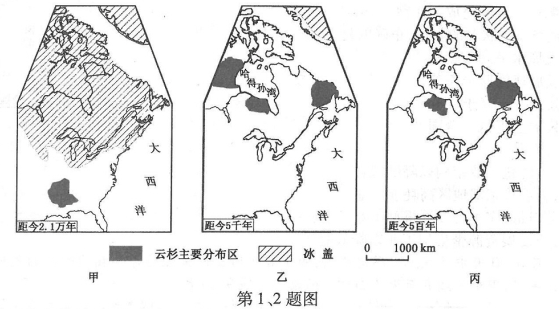 大西洋
距今2.1万年
哈得孙湾
大西洋
距今5千年
哈得孙湾
大西洋
距今5百年
云杉主要分布区
冰盖
0 1000 km
甲
乙
丙
第1、2题图